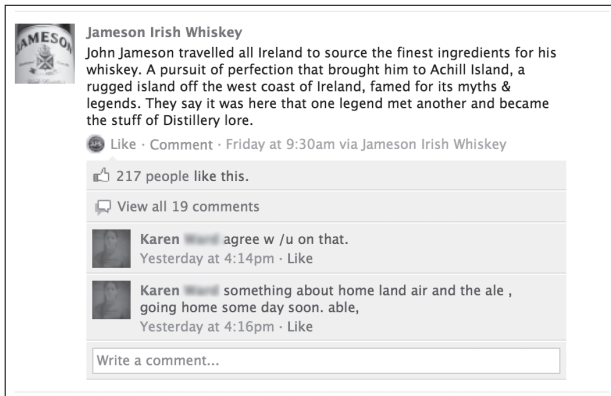 JAMESON
Jameson Irish Whiskey
John Jameson travelled all Ireland to source the finest ingredients for his
whiskey. A pursuit of perfection that brought him to Achill Island, a
rugged island off the west coast of Ireland, famed for its myths &
legends. They say it was here that one legend met another and became
the stuff of Distillery lore.
Like · Comment · Friday at 9:30am via Jameson Irish Whiskey
217 people like this.
View all 19 comments
Karen agree w /u on that.
Yesterday at 4:14pm · Like
Karen something about home land air and the ale ,
going home some day soon. able,
Yesterday at 4:16pm · Like
Write a comment...